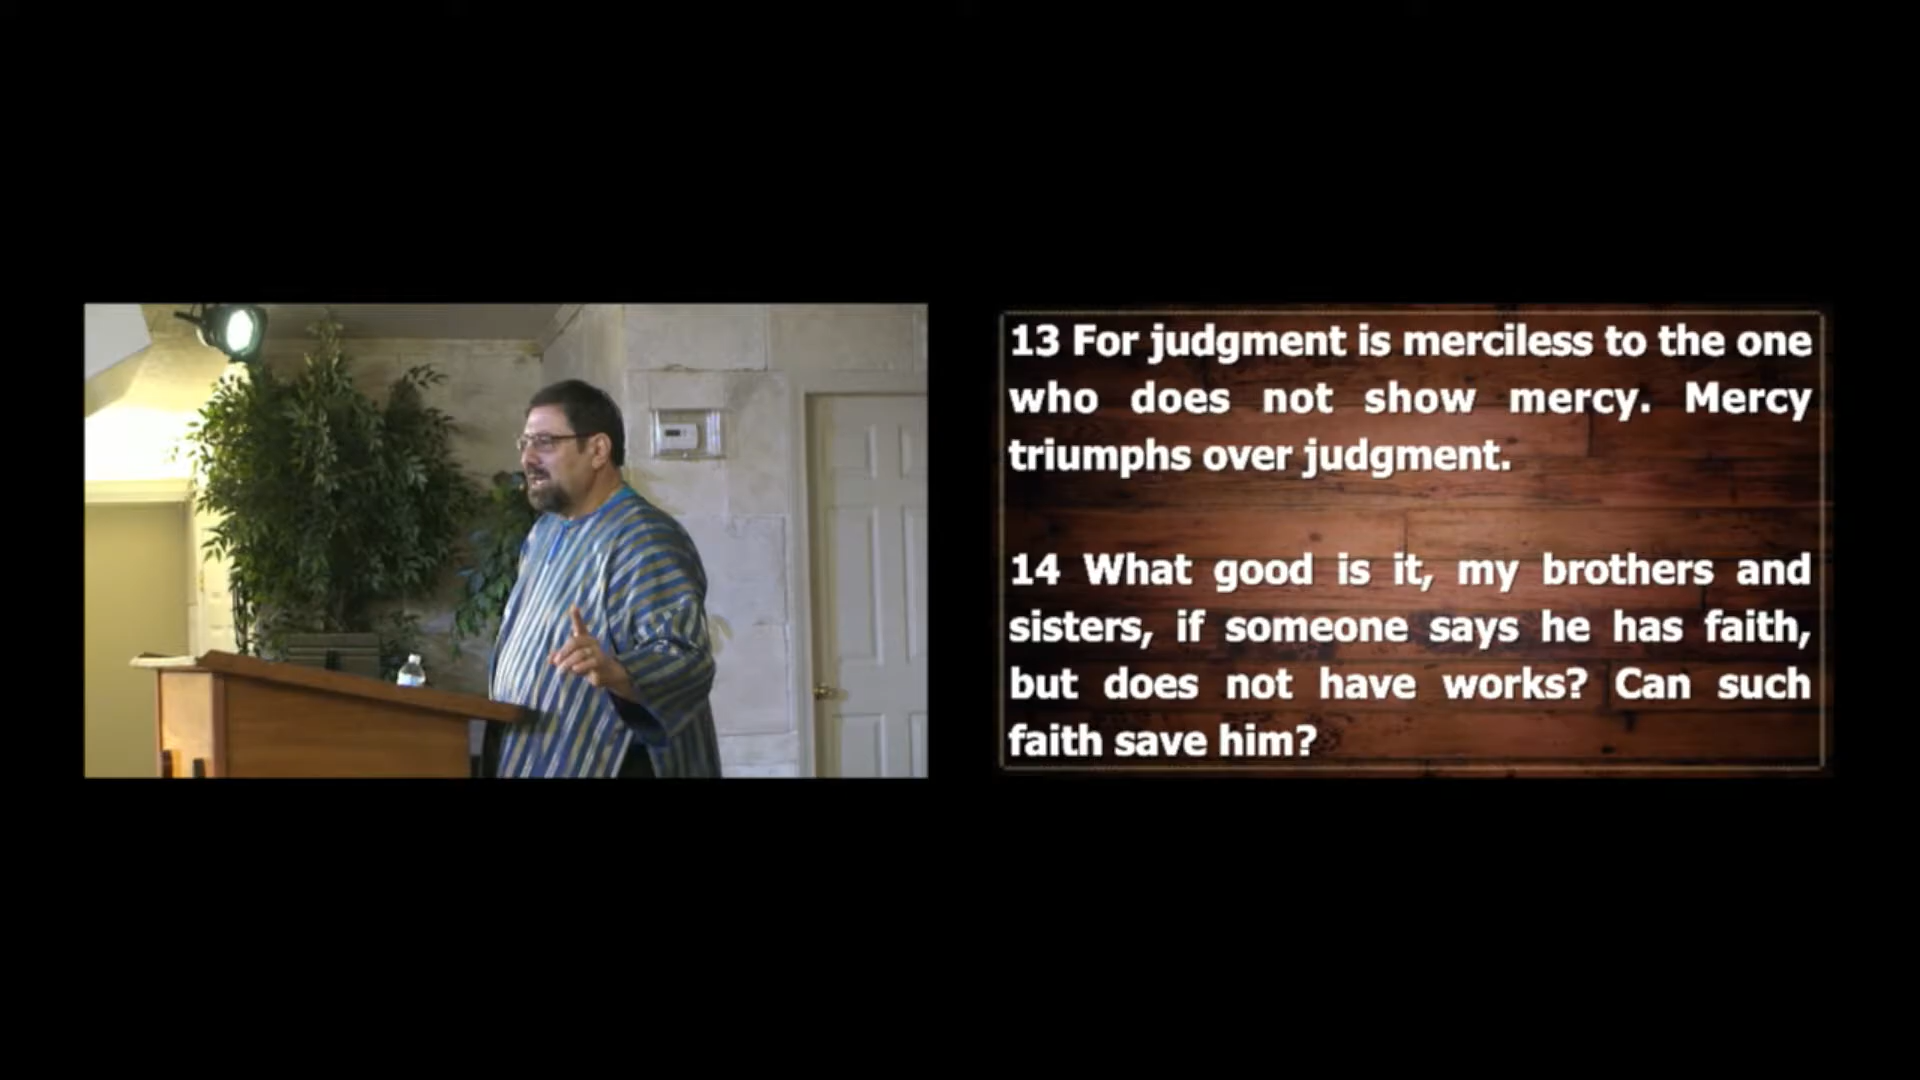 13 For judgment is merciless to the one
who does not show mercy. Mercy
triumphs over judgment.
14 What good is it, my brothers and
sisters, if someone says he has faith,
but does not have works? Can such
faith save him?